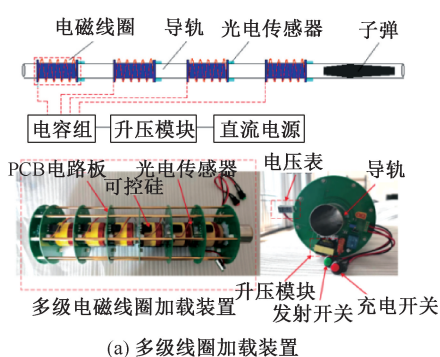 电磁线圈 导轨 光电传感器 子弹
电容组 升压模块 直流电源
PCB电路板 光电传感器 电压表 导轨
可控硅
多级电磁线圈加载装置 升压模块 充电开关
发射开关
(a) 多级线圈加载装置